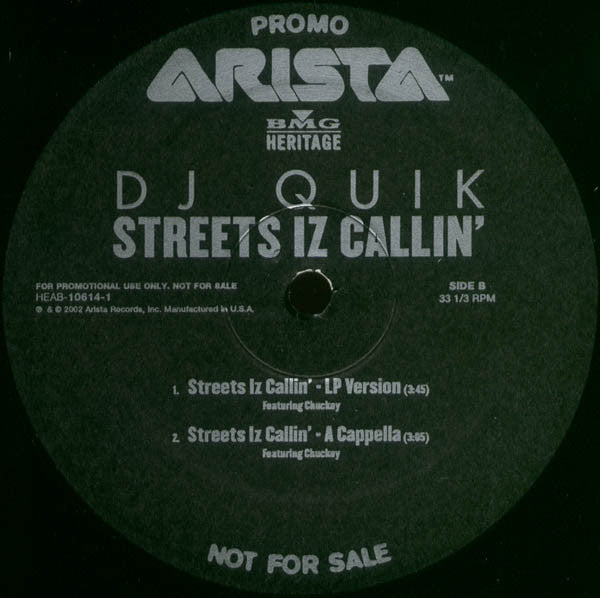 PROMO
ARISTA™
BMG
HERITAGE
DJ QUIK
STREETS IZ CALLIN'
FOR PROMOTIONAL USE ONLY. NOT FOR SALE
HEAB-10614-1
℗ & © 2002 Arista Records, Inc. Manufactured in U.S.A.
SIDE B
33 1/3 RPM
1. Streets Iz Callin' - LP Version (3:45)
Featuring Chuckey
2. Streets Iz Callin' - A Cappella (3:05)
Featuring Chuckey
NOT FOR SALE